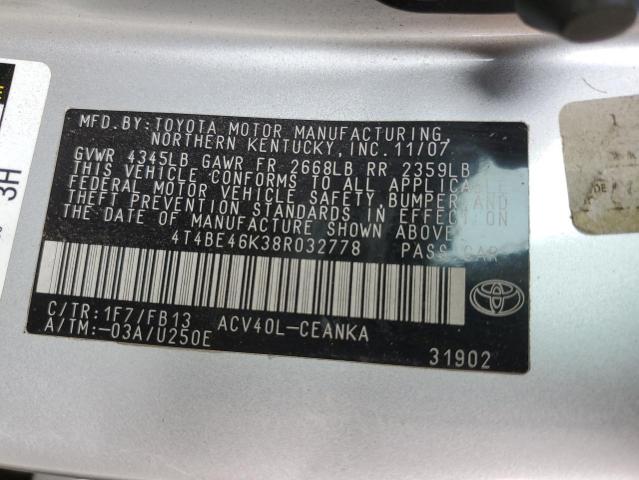 MFD.BY:TOYOTA MOTOR MANUFACTURING,
NORTHERN KENTUCKY, INC. 11/07
GVWR 4345LB GAWR FR 2668LB RR 2359LB
THIS VEHICLE CONFORMS TO ALL APPLICABLE
FEDERAL MOTOR VEHICLE SAFETY, BUMPER, AND
THEFT PREVENTION STANDARDS IN EFFECT ON
THE DATE OF MANUFACTURE SHOWN ABOVE.
4T4BE46K38R032778 PASS CAR
C/TR:1F7/FB13 ACV40L-CEANKA
A/TM:-03A/U250E
31902
3H